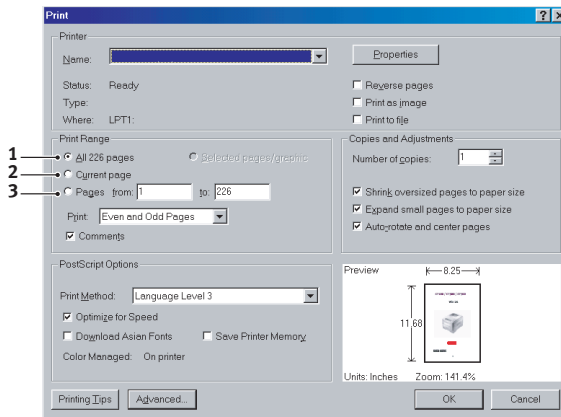 Print
Printer
Name:
Properties
Status: Ready
Type:
Where: LPT1:
Reverse pages
Print as image
Print to file
Print Range
1 All 226 pages
Selected pages/graphic
2 Current page
3 Pages from: 1 to: 226
Print: Even and Odd Pages
Comments
Copies and Adjustments
Number of copies: 1
Shrink oversized pages to paper size
Expand small pages to paper size
Auto-rotate and center pages
PostScript Options
Print Method: Language Level 3
Optimize for Speed
Download Asian Fonts
Save Printer Memory
Color Managed: On printer
Preview
8.25
11.68
Units: Inches Zoom: 141.4%
Printing Tips
Advanced...
OK
Cancel